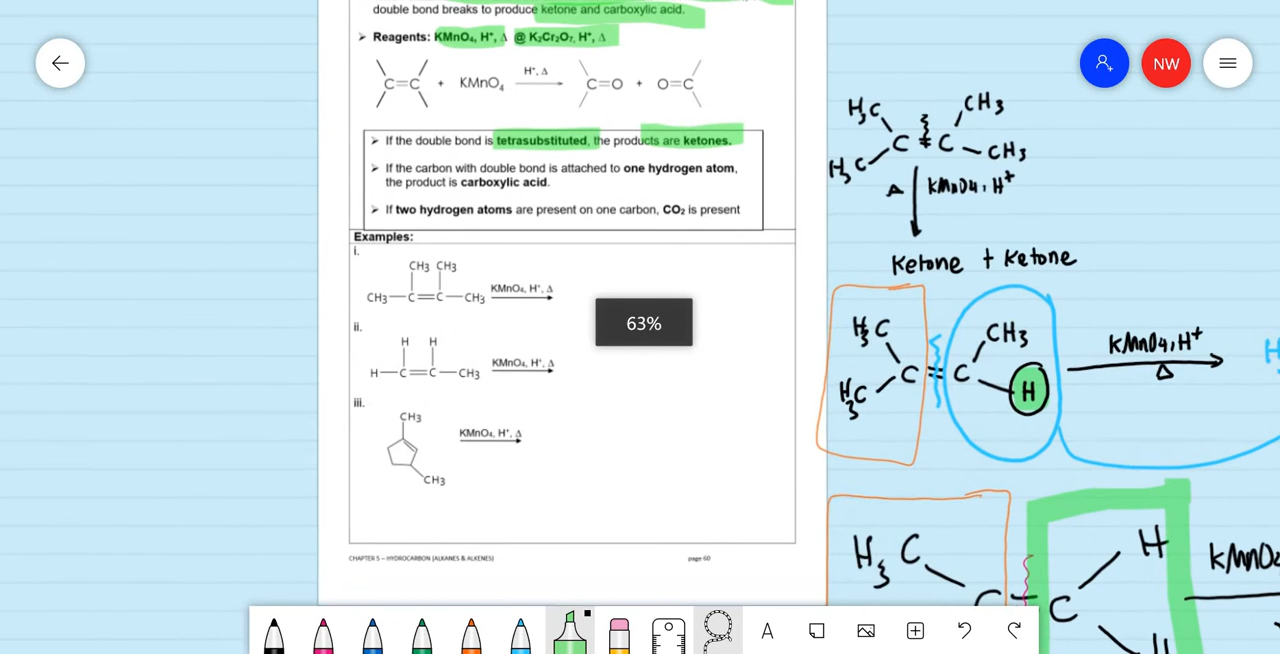 double bond breaks to produce ketone and carboxylic acid.
➢ Reagents: KMnO₄, H⁺, Δ @ K₂Cr₂O₇, H⁺, Δ
C=C + KMnO₄ H⁺, Δ C=O + O=C
➢ If the double bond is tetrasubstituted, the products are ketones.
➢ If the carbon with double bond is attached to one hydrogen atom,
the product is carboxylic acid.
➢ If two hydrogen atoms are present on one carbon, CO₂ is present
Examples:
i.
CH3 CH3
CH3—C=C—CH3 KMnO₄, H⁺, Δ
ii.
H H
H—C=C—CH3 KMnO₄, H⁺, Δ
iii.
CH3
KMnO₄, H⁺, Δ
CH3
CHAPTER 5 – HYDROCARBON (ALKANES & ALKENES) page 60
63%
NW
H3C CH3
C C
H3C CH3
Δ KMnO4, H+
Ketone + Ketone
H3C CH3
C=C
H3C H
KMnO4, H+
Δ
H
H3C H
C C
KMnO
H
A